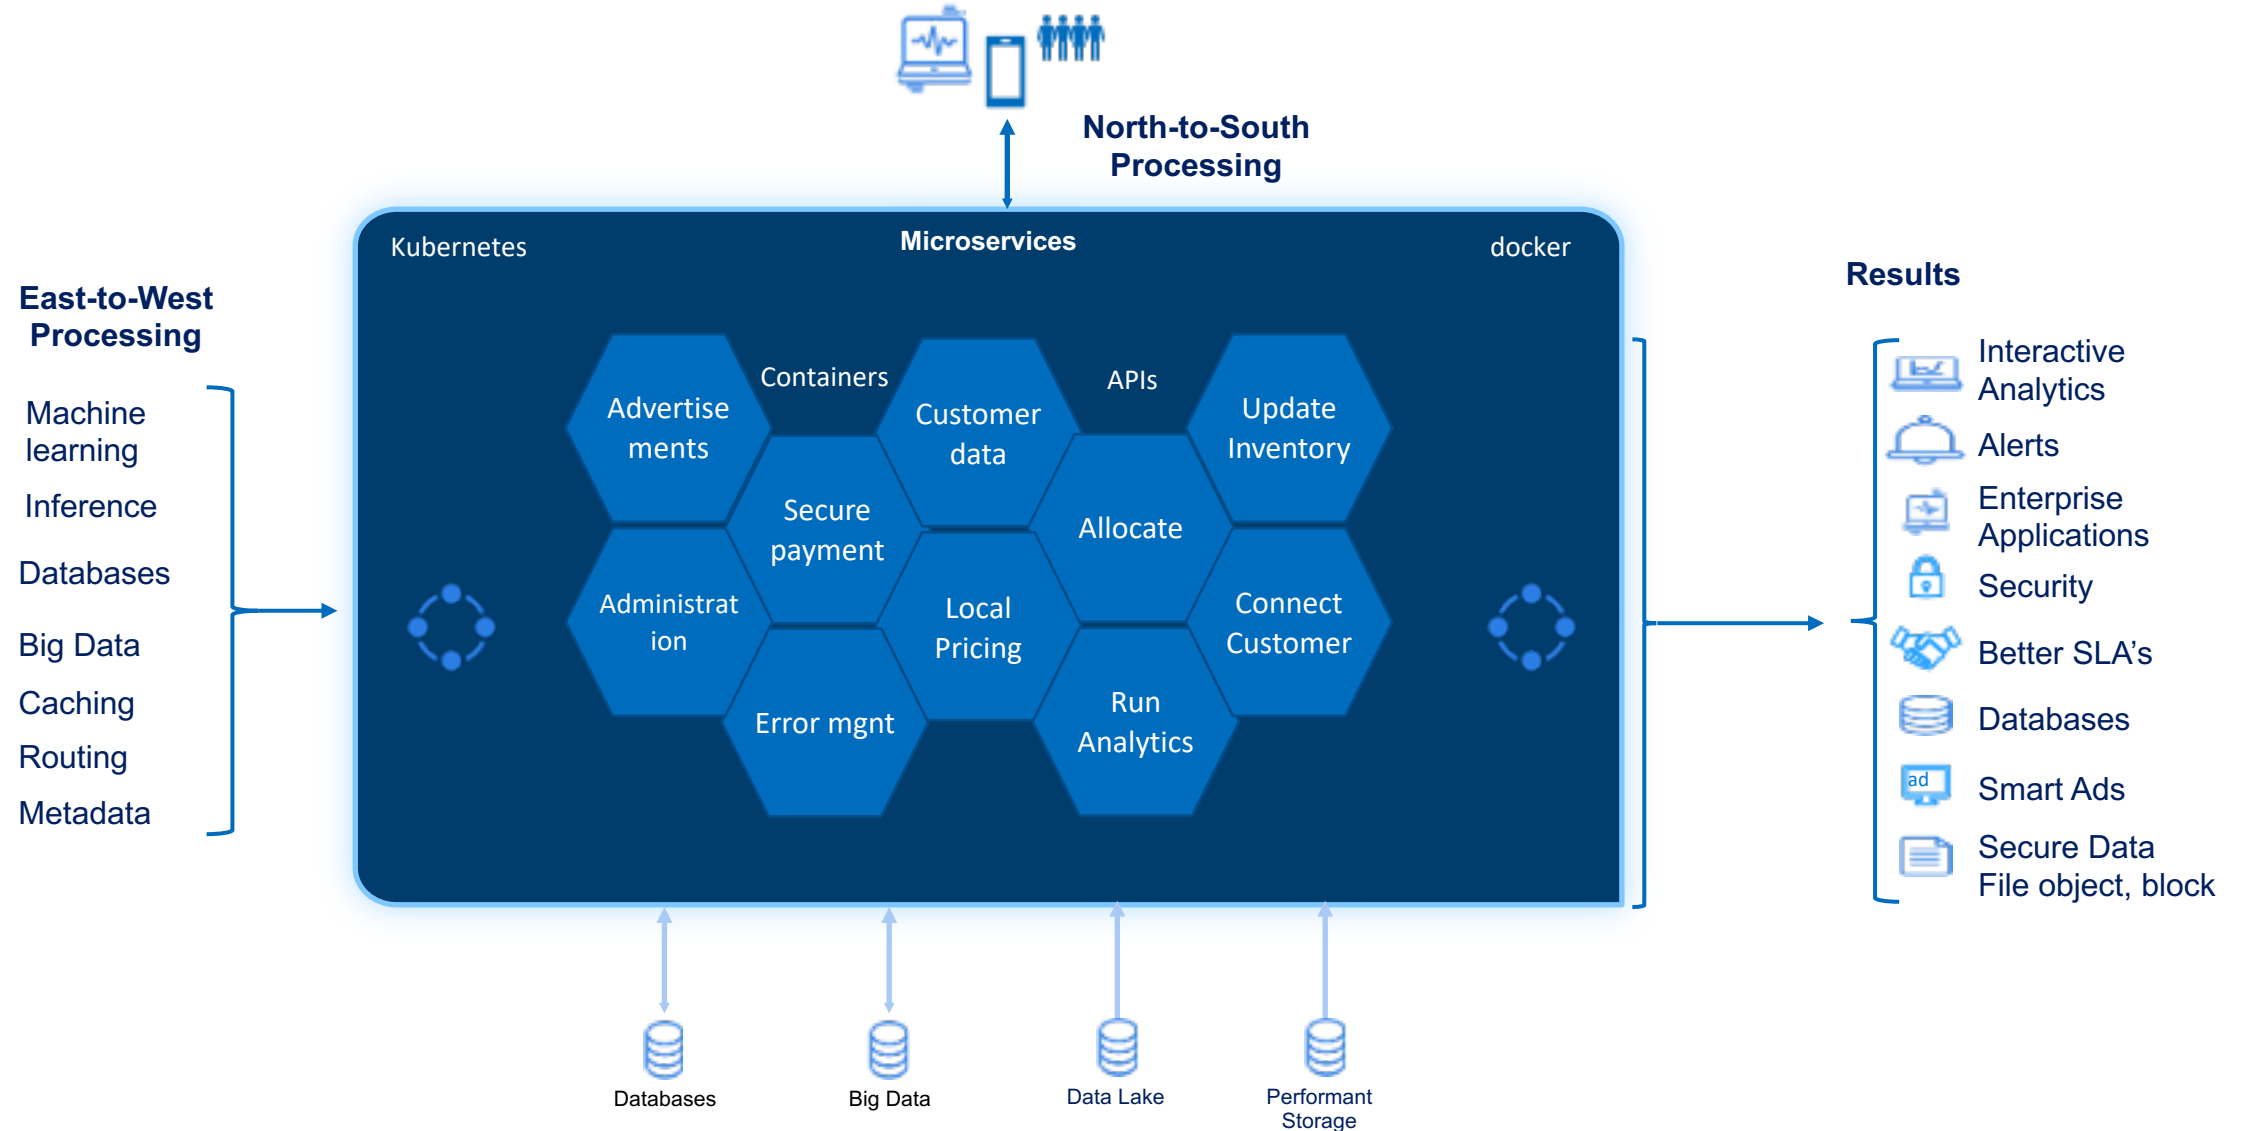 North-to-South
Processing
Kubernetes
Microservices
docker
East-to-West
Processing
Machine
learning
Inference
Databases
Big Data
Caching
Routing
Metadata
Containers
APIs
Advertise
ments
Customer
data
Update
Inventory
Secure
payment
Allocate
Administrat
ion
Local
Pricing
Connect
Customer
Error mgnt
Run
Analytics
Results
Interactive
Analytics
Alerts
Enterprise
Applications
Security
Better SLA’s
Databases
ad
Smart Ads
Secure Data
File object, block
Databases
Big Data
Data Lake
Performant
Storage